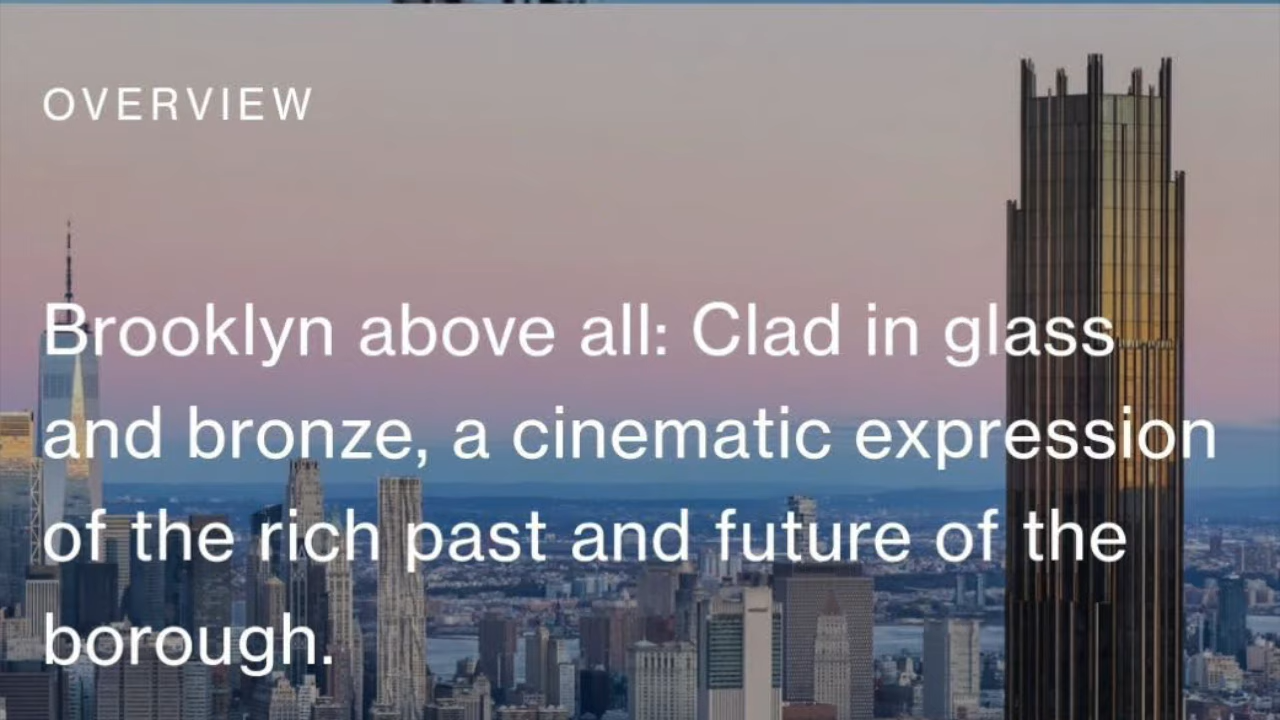 OVERVIEW
Brooklyn above all: Clad in glass
and bronze, a cinematic expression
of the rich past and future of the
borough.